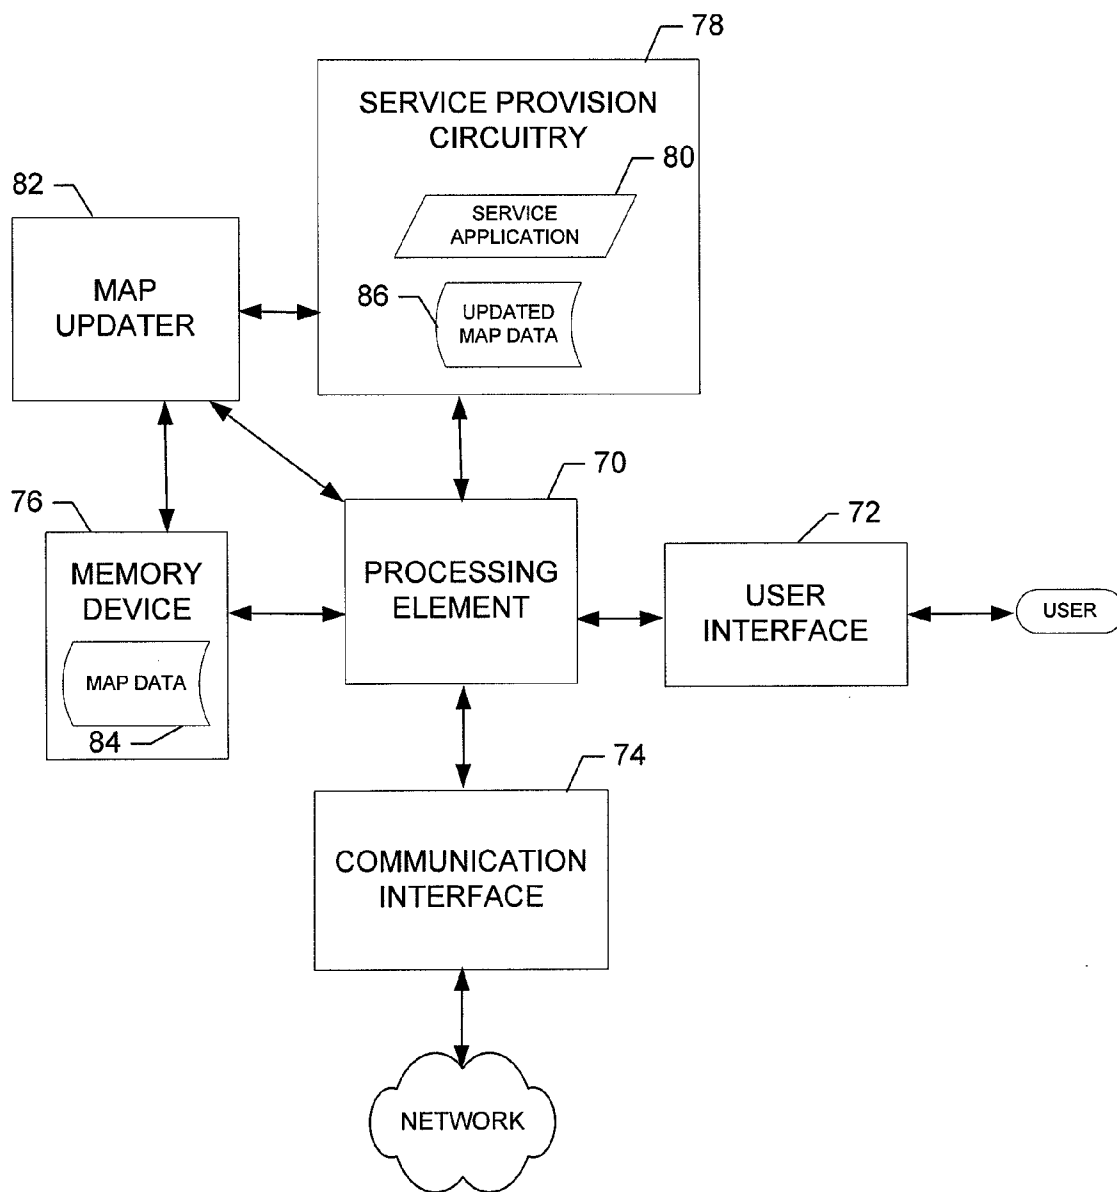 78
SERVICE PROVISION
CIRCUITRY
80
SERVICE
APPLICATION
86
UPDATED
MAP DATA
82
MAP
UPDATER
70
PROCESSING
ELEMENT
76
MEMORY
DEVICE
MAP DATA
84
72
USER
INTERFACE
USER
74
COMMUNICATION
INTERFACE
NETWORK